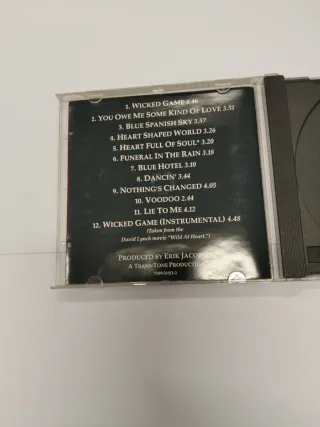 1. WICKED GAME 4.46
2. YOU OWE ME SOME KIND OF LOVE 3.51
3. BLUE SPANISH SKY 3.57
4. HEART SHAPED WORLD 3.26
5. HEART FULL OF SOUL* 3.20
6. FUNERAL IN THE RAIN 3.18
7. BLUE HOTEL 3.10
8. DANCIN' 3.44
9. NOTHING'S CHANGED 4.05
10. VOODOO 2.44
11. LIE TO ME 4.12
12. WICKED GAME (INSTRUMENTAL) 4.48
(Taken from the
David Lynch movie "Wild At Heart.")
PRODUCED BY ERIK JACOB
A TRANS-TONE PRODUCTIO